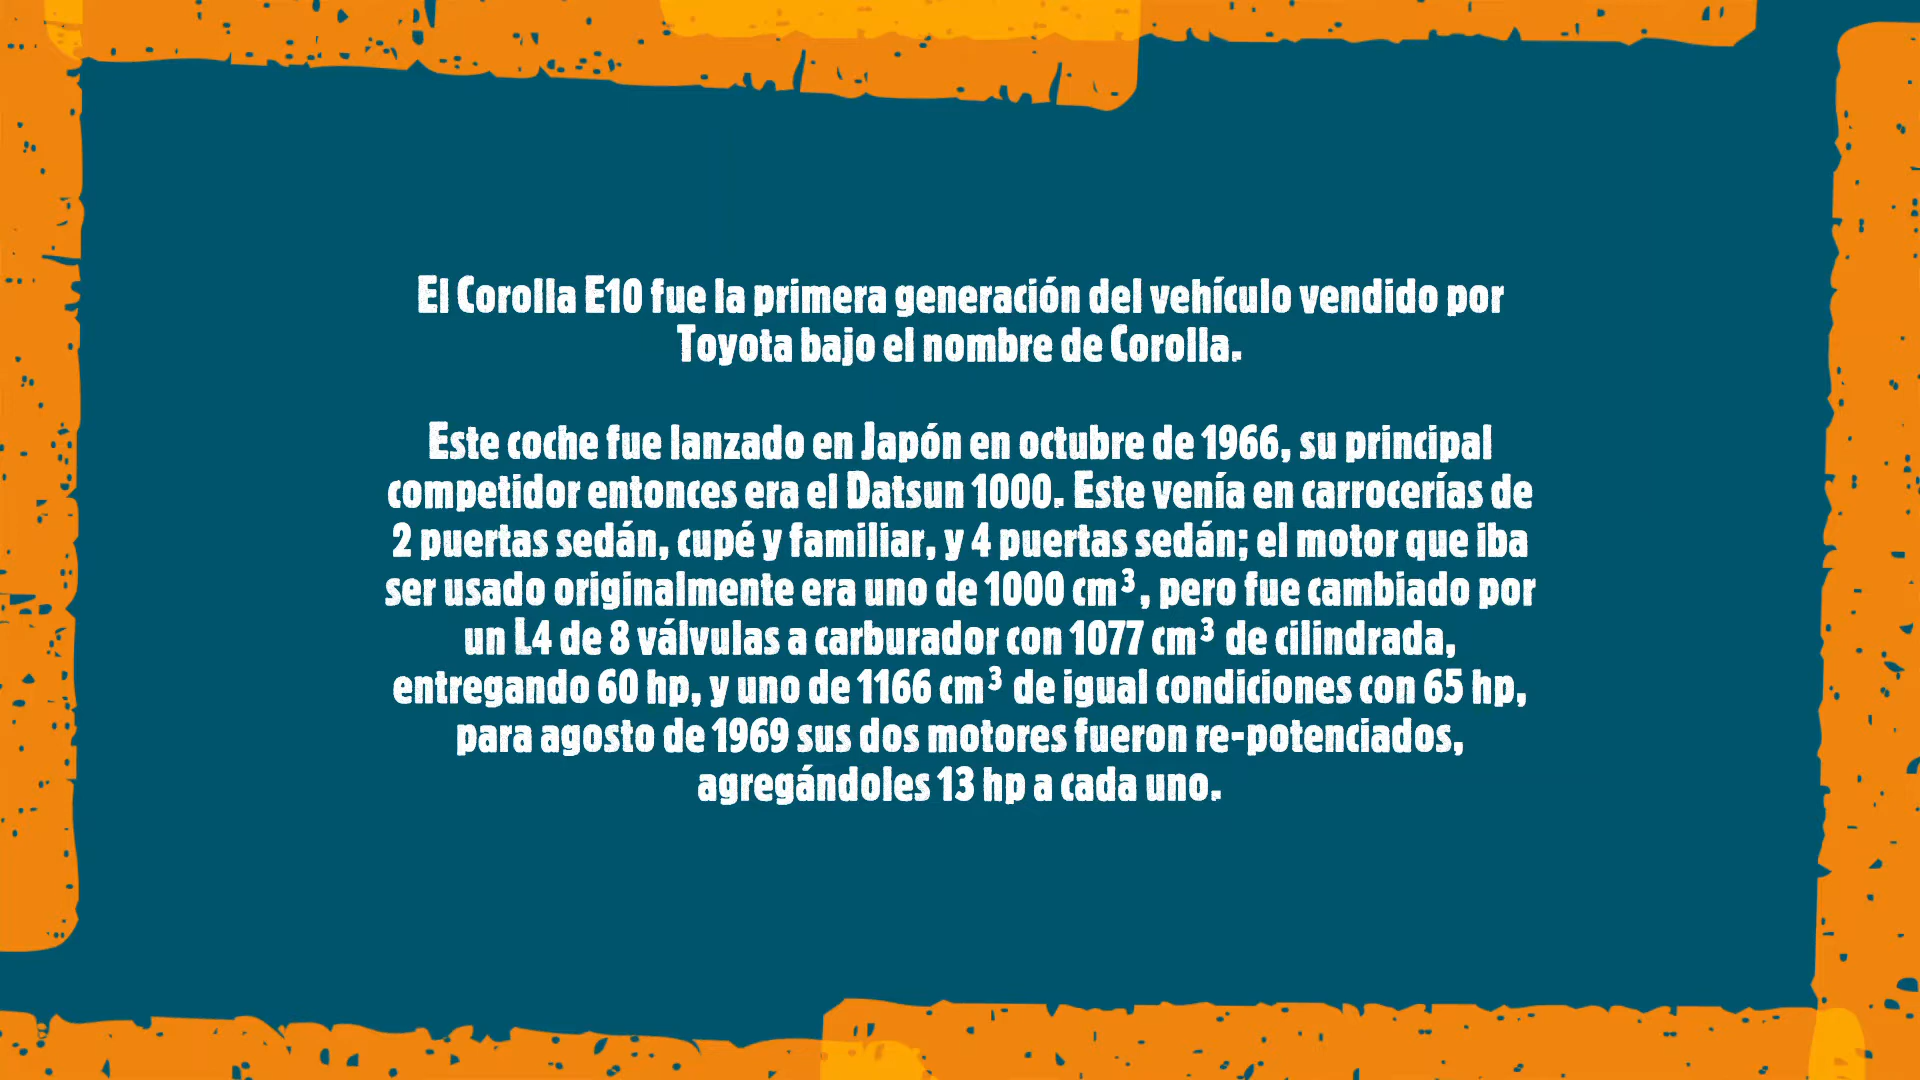 El Corolla E10 fue la primera generación del vehículo vendido por
Toyota bajo el nombre de Corolla.
Este coche fue lanzado en Japón en octubre de 1966, su principal
competidor entonces era el Datsun 1000. Este venía en carrocerías de
2 puertas sedán, cupé y familiar, y 4 puertas sedán; el motor que iba
ser usado originalmente era uno de 1000 cm³, pero fue cambiado por
un L4 de 8 válvulas a carburador con 1077 cm³ de cilindrada,
entregando 60 hp, y uno de 1166 cm³ de igual condiciones con 65 hp,
para agosto de 1969 sus dos motores fueron re-potenciados,
agregándoles 13 hp a cada uno.